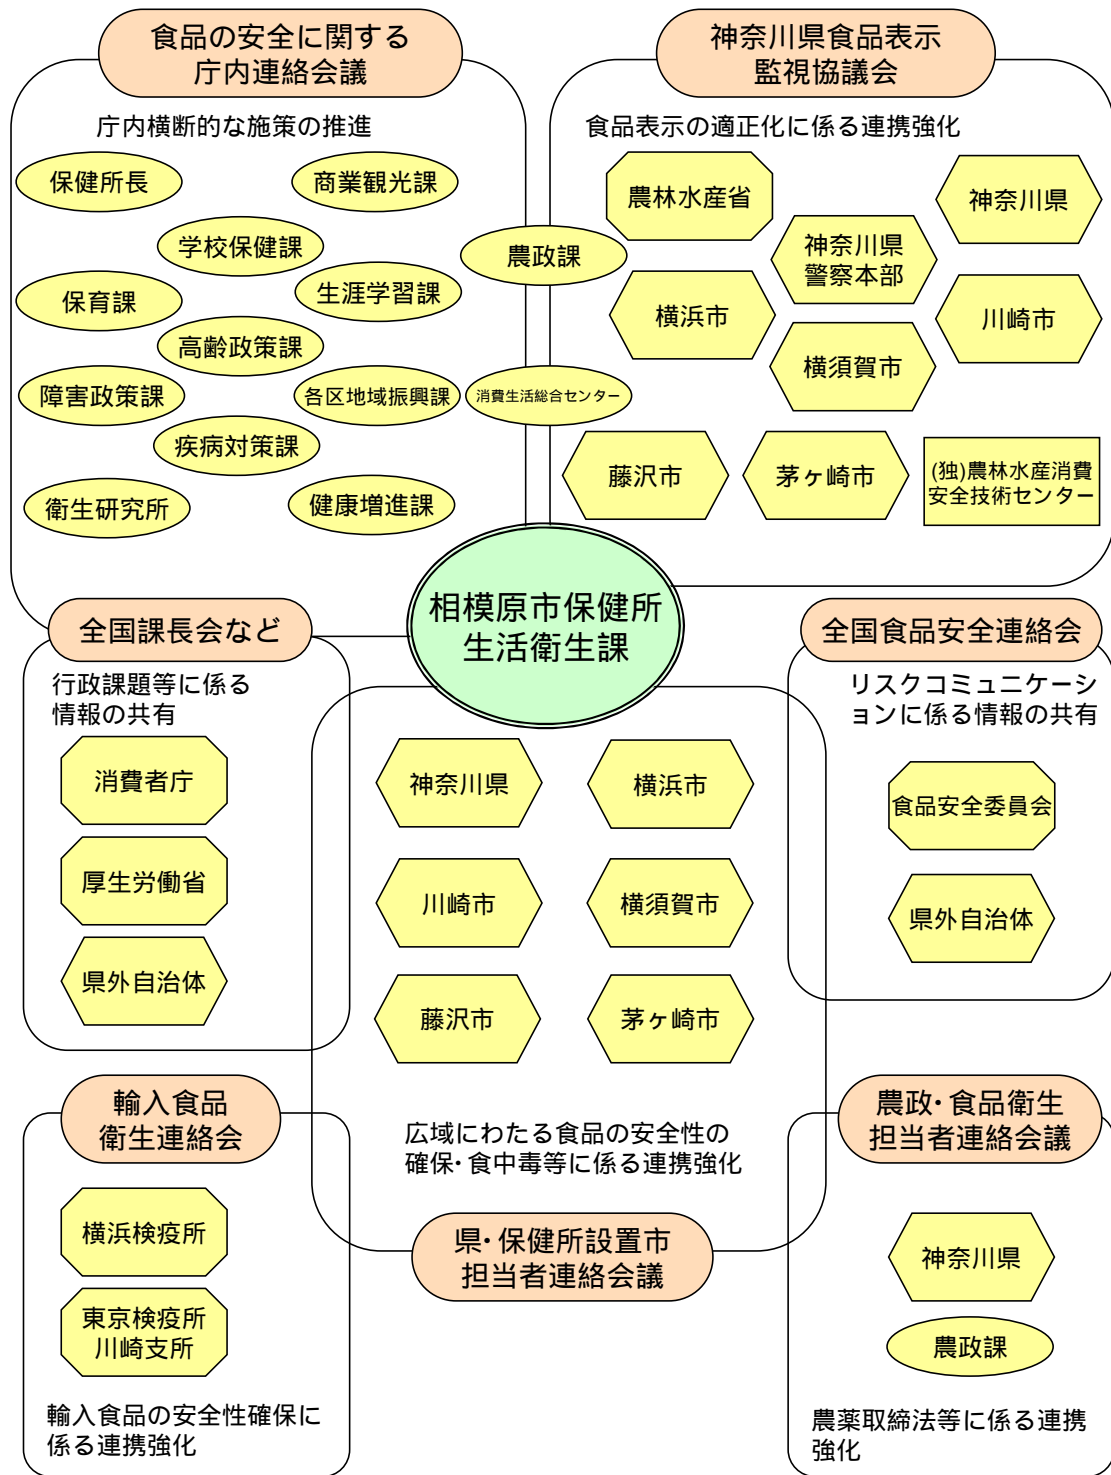 食品の安全に関する
庁内連絡会議
庁内横断的な施策の推進
保健所長
商業観光課
学校保健課
農政課
保育課
生涯学習課
高齢政策課
障害政策課
各区地域振興課
消費生活総合センター
疾病対策課
衛生研究所
健康増進課
神奈川県食品表示
監視協議会
食品表示の適正化に係る連携強化
農林水産省
神奈川県
神奈川県
警察本部
横浜市
川崎市
横須賀市
藤沢市
茅ヶ崎市
(独)農林水産消費
安全技術センター
相模原市保健所
生活衛生課
全国課長会など
行政課題等に係る
情報の共有
消費者庁
厚生労働省
県外自治体
神奈川県
横浜市
川崎市
横須賀市
藤沢市
茅ヶ崎市
広域にわたる食品の安全性の
確保・食中毒等に係る連携強化
県・保健所設置市
担当者連絡会議
全国食品安全連絡会
リスクコミュニケーシ
ョンに係る情報の共有
食品安全委員会
県外自治体
輸入食品
衛生連絡会
横浜検疫所
東京検疫所
川崎支所
輸入食品の安全性確保に
係る連携強化
農政・食品衛生
担当者連絡会議
神奈川県
農政課
農薬取締法等に係る連携
強化